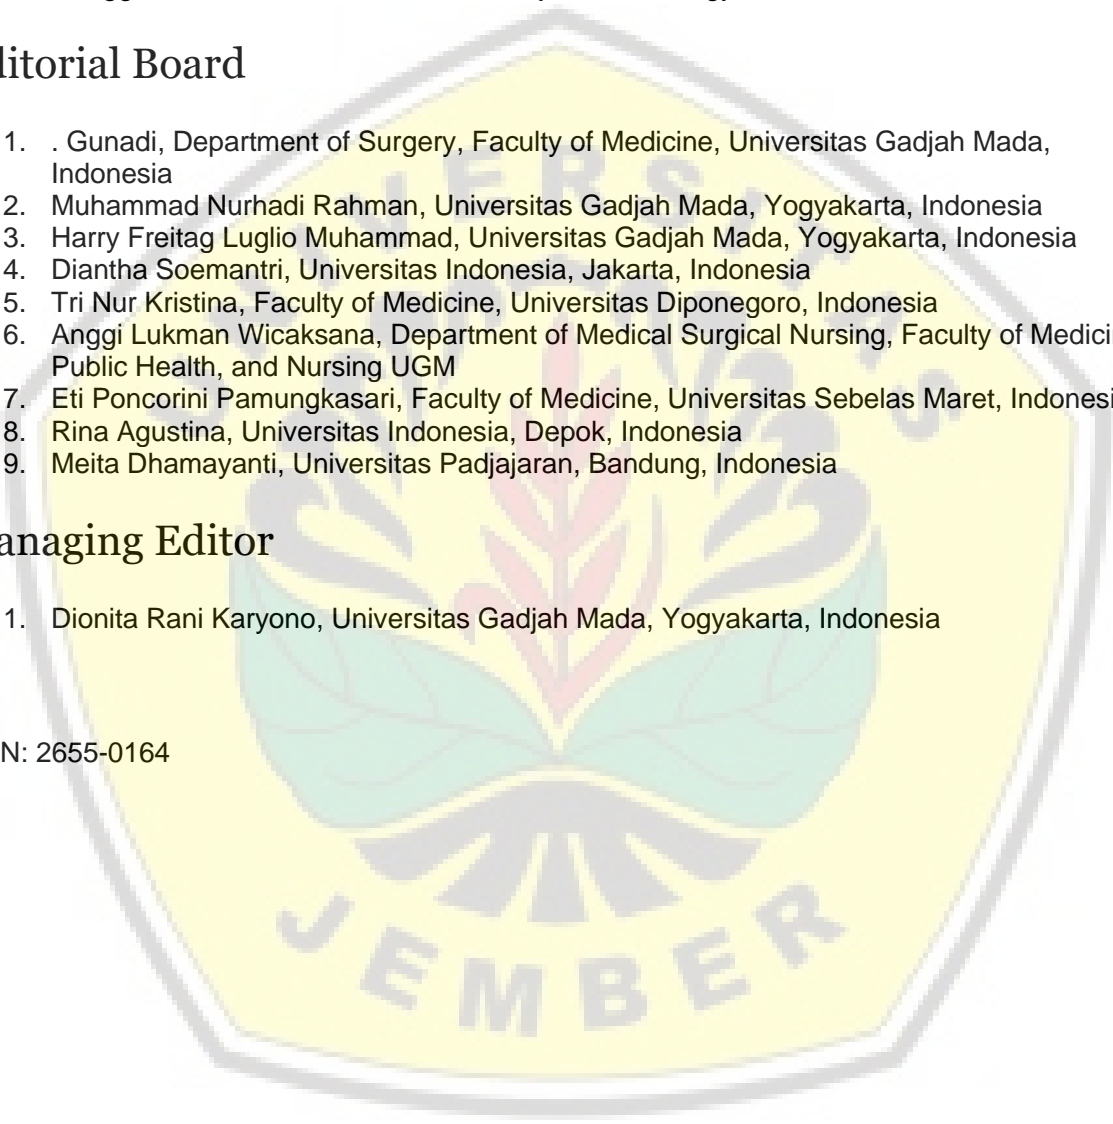 ditorial Board
1. . Gunadi, Department of Surgery, Faculty of Medicine, Universitas Gadjah Mada,
Indonesia
2. Muhammad Nurhadi Rahman, Universitas Gadjah Mada, Yogyakarta, Indonesia
3. Harry Freitag Luglio Muhammad, Universitas Gadjah Mada, Yogyakarta, Indonesia
4. Diantha Soemantri, Universitas Indonesia, Jakarta, Indonesia
5. Tri Nur Kristina, Faculty of Medicine, Universitas Diponegoro, Indonesia
6. Anggi Lukman Wicaksana, Department of Medical Surgical Nursing, Faculty of Medici
Public Health, and Nursing UGM
7. Eti Poncorini Pamungkasari, Faculty of Medicine, Universitas Sebelas Maret, Indonesi
8. Rina Agustina, Universitas Indonesia, Depok, Indonesia
9. Meita Dhamayanti, Universitas Padjajaran, Bandung, Indonesia
anaging Editor
1. Dionita Rani Karyono, Universitas Gadjah Mada, Yogyakarta, Indonesia
N: 2655-0164
UNIVERSITAS
JEMBER